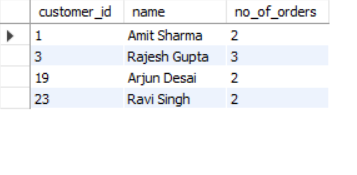 customer_id name no_of_orders
1 Amit Sharma 2
3 Rajesh Gupta 3
19 Arjun Desai 2
23 Ravi Singh 2